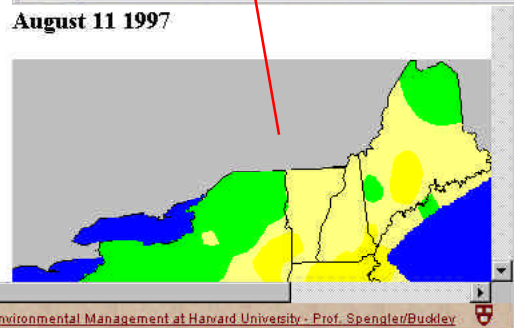 August 11 1997
nvironmental Management at Harvard University - Prof. Spengler/Buckley